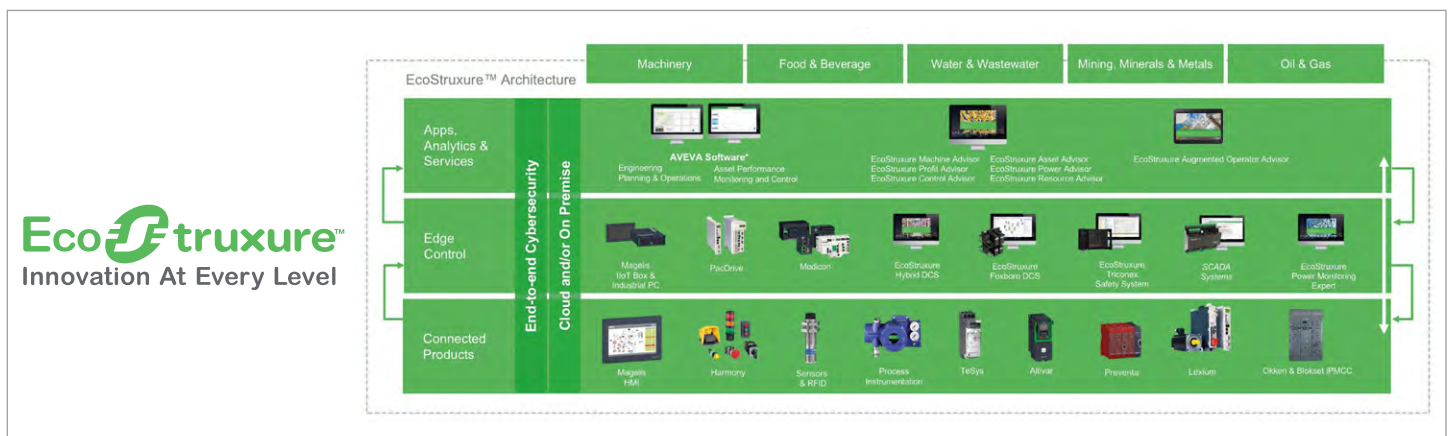 EcoStruxure™
Innovation At Every Level
EcoStruxure™ Architecture
Machinery
Food & Beverage
Water & Wastewater
Mining, Minerals & Metals
Oil & Gas
Apps,
Analytics &
Services
End-to-end Cybersecurity
Cloud and/or On Premise
AVEVA Software*
Engineering
Planning & Operations
Asset Performance
Monitoring and Control
EcoStruxure Machine Advisor
EcoStruxure Profit Advisor
EcoStruxure Control Advisor
EcoStruxure Asset Advisor
EcoStruxure Power Advisor
EcoStruxure Resource Advisor
EcoStruxure Augmented Operator Advisor
Edge
Control
Magelis
IIoT Box &
Industrial PC
PacDrive
Modicon
EcoStruxure
Hybrid DCS
EcoStruxure
Foxboro DCS
EcoStruxure
Triconex
Safety System
SCADA
Systems
EcoStruxure
Power Monitoring
Expert
Connected
Products
Magelis
HMI
Harmony
Sensors
& RFID
Process
Instrumentation
TeSys
Altivar
Preventa
Lexium
Okken & Blokset iPMCC